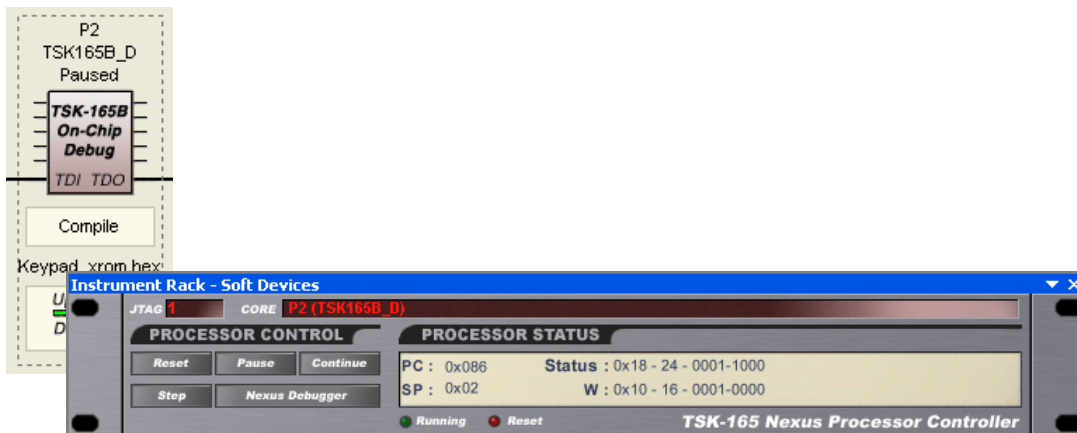 P2
TSK165B_D
Paused
TSK-165B
On-Chip
Debug
TDI TDO
Compile
Keypad_xrom.hex
Instrument Rack - Soft Devices
JTAG 1 CORE P2 (TSK165B_D)
PROCESSOR CONTROL PROCESSOR STATUS
Reset Pause Continue
PC : 0x086 Status : 0x18 - 24 - 0001-1000
Step Nexus Debugger
SP : 0x02 W : 0x10 - 16 - 0001-0000
Running Reset TSK-165 Nexus Processor Controller